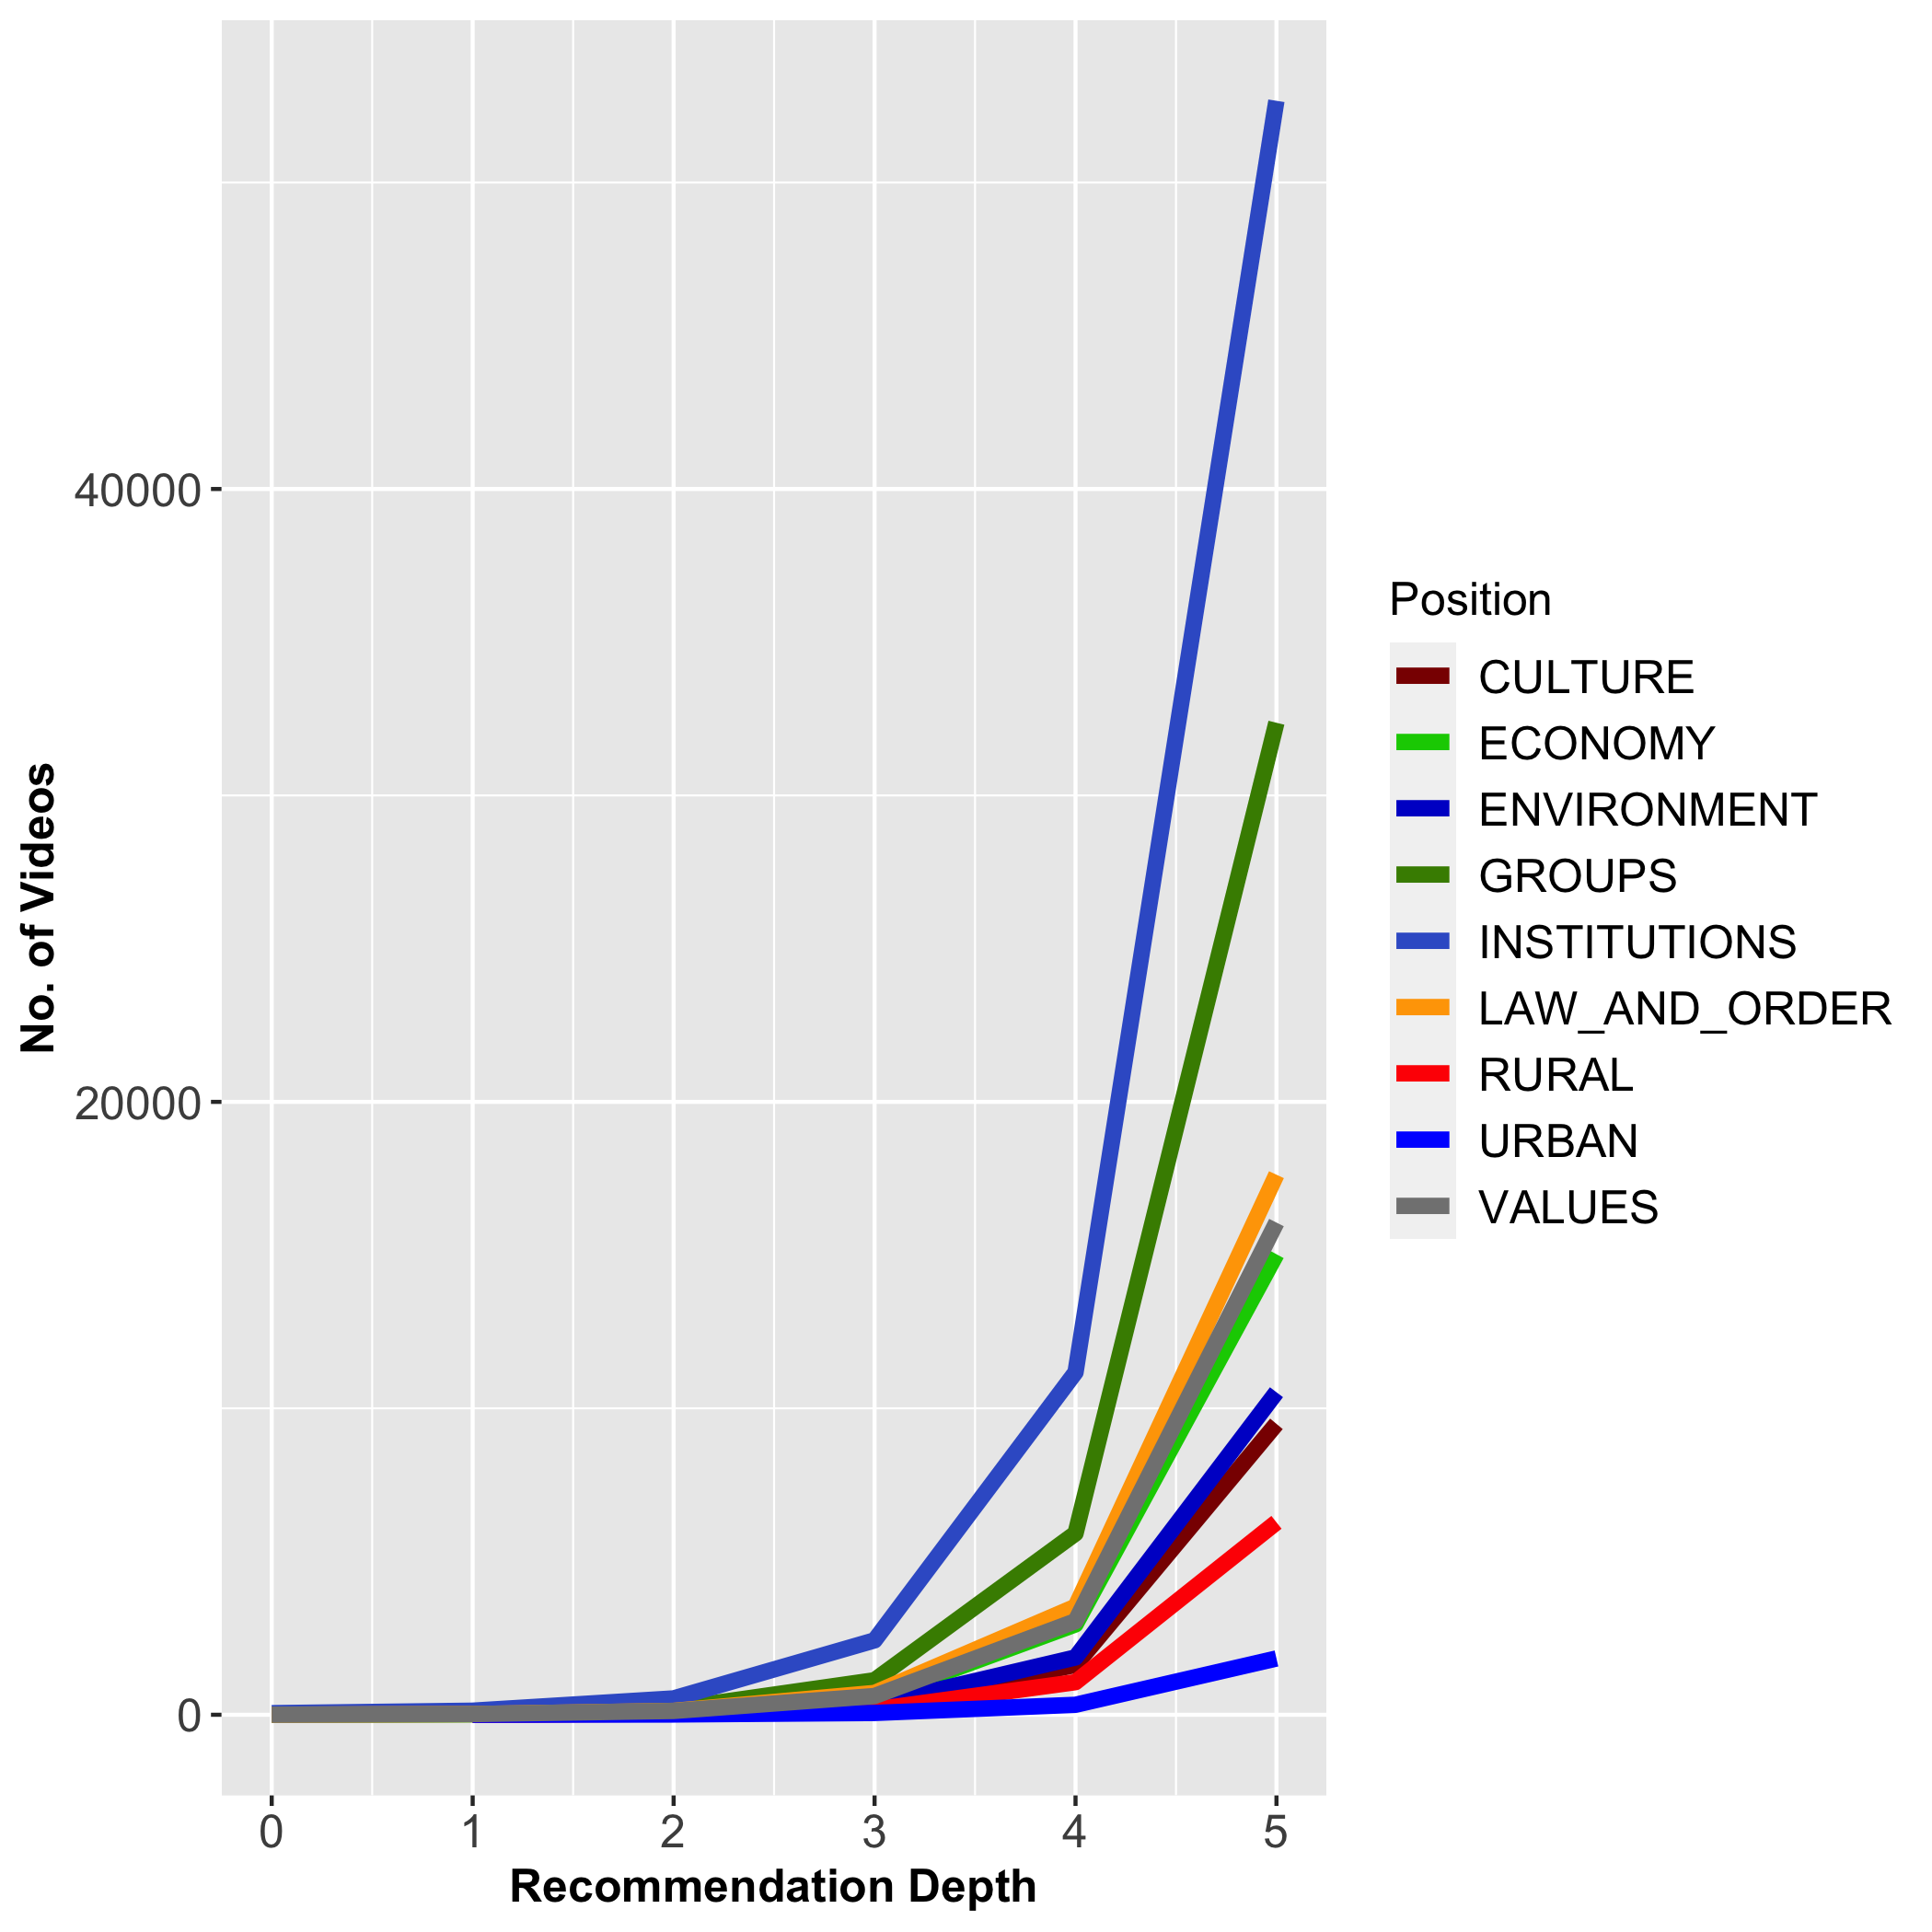 No. of Videos
40000
20000
0
0 1 2 3 4 5
Recommendation Depth
Position
CULTURE
ECONOMY
ENVIRONMENT
GROUPS
INSTITUTIONS
LAW_AND_ORDER
RURAL
URBAN
VALUES